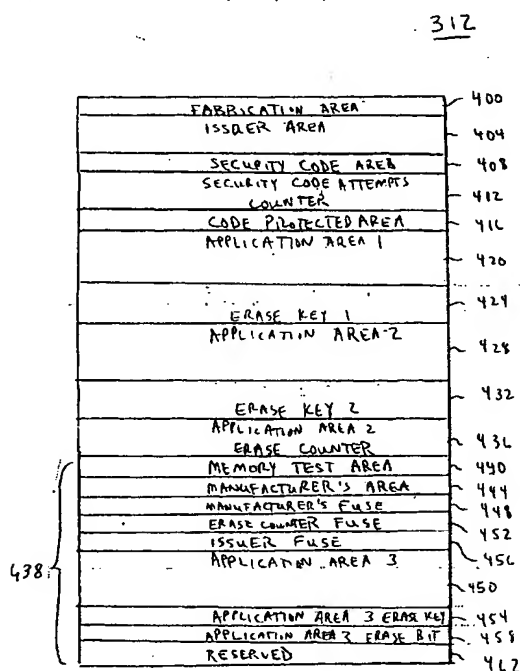 312
FABRICATION AREA 400
ISSUER AREA 404
SECURITY CODE AREA 408
SECURITY CODE ATTEMPTS COUNTER 412
CODE PROTECTED AREA 416
APPLICATION AREA 1 420
ERASE KEY 1 424
APPLICATION AREA 2 428
ERASE KEY 2 432
APPLICATION AREA 2 ERASE COUNTER 436
438
MEMORY TEST AREA 440
MANUFACTURER'S AREA 444
MANUFACTURER'S FUSE 448
ERASE COUNTER FUSE 452
ISSUER FUSE 456
APPLICATION AREA 3 450
APPLICATION AREA 3 ERASE KEY 454
APPLICATION AREA 3 ERASE BIT 458
RESERVED 462